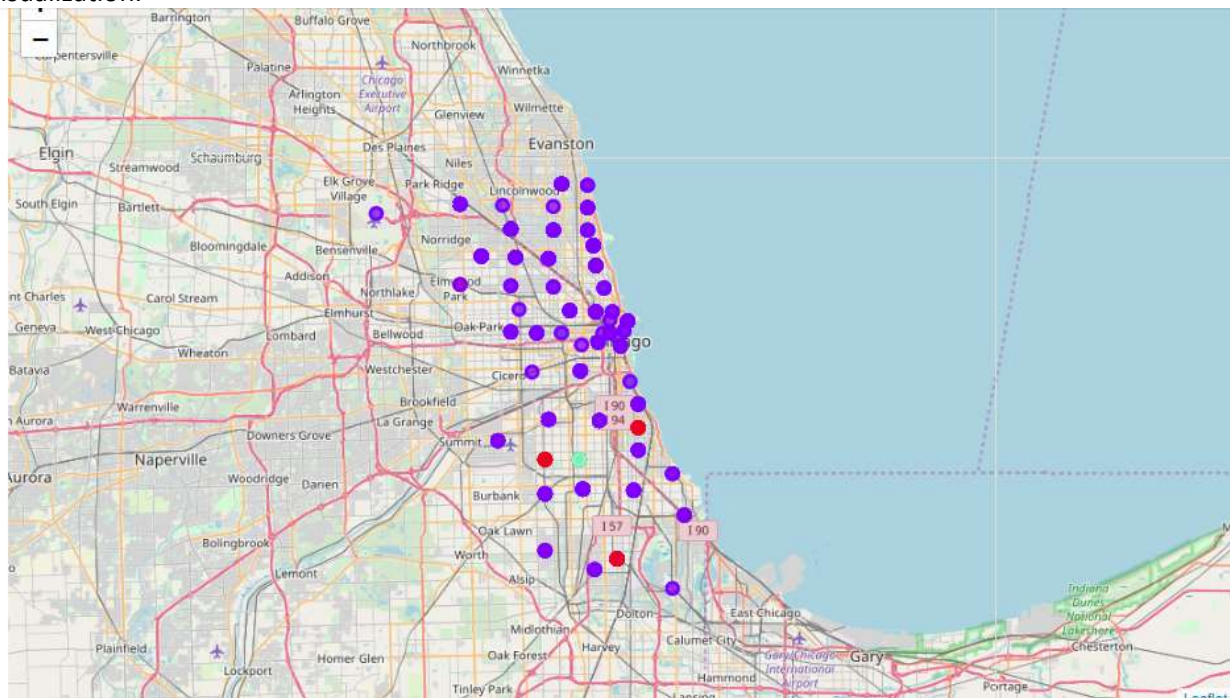 Barrington
Buffalo Grove
Northbrook
Palatine
Winnetka
Chicago
Executive
Airport
Arlington
Heights
Wilmette
Glenview
Evanston
Des Plaines
Elgin
Schaumburg
Streamwood
Niles
Elk Grove
Village
Park Ridge
Lincolnwood
South Elgin
Bartlett
Norridge
Bloomingdale
Bensenville
Addison
Northlake
Park
Carol Stream
Elmhurst
Geneva
West Chicago
Lombard
Bellwood
Oak Park
Wheaton
Westchester
Batavia
Cicero
Brookfield
Warrenville
La Grange
I 90
94
Downers Grove
Summit
Naperville
Aurora
Woodridge
Darien
Burbank
I 57
I 90
Oak Lawn
Bolingbrook
Worth
Lemont
Alsip
Indiana
Dunes
National
Lakeshore
Dolton
East Chicago
Midlothian
Calumet City
Plainfield
Homer Glen
Harvey
Chesterton
Oak Forest
Gary/Chicago
International
Airport
Gary
Lockport
Hammond
Tinley Park
Portage